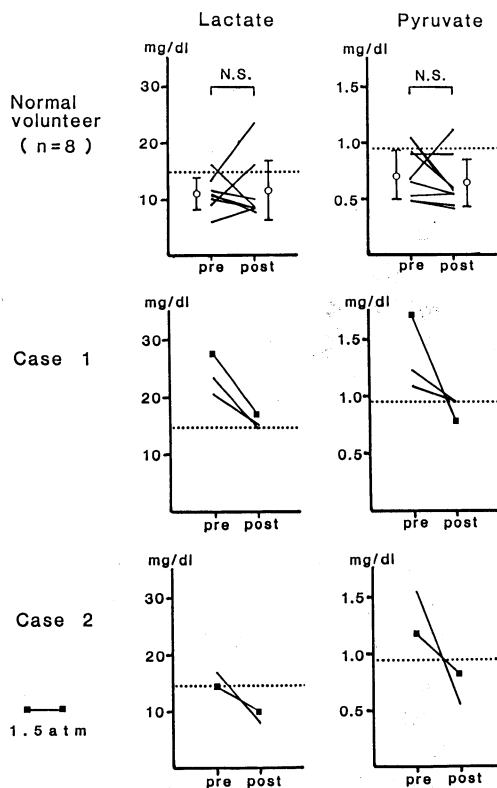 Lactate Pyruvate
mg/dl mg/dl
Normal
volunteer
( n=8 )
N.S. N.S.
30 1.5
20 1.0
10 0.5
pre post pre post
mg/dl mg/dl
Case 1
30 1.5
20 1.0
10 0.5
pre post pre post
mg/dl mg/dl
Case 2
30 1.5
20 1.0
10 0.5
pre post pre post
1.5atm